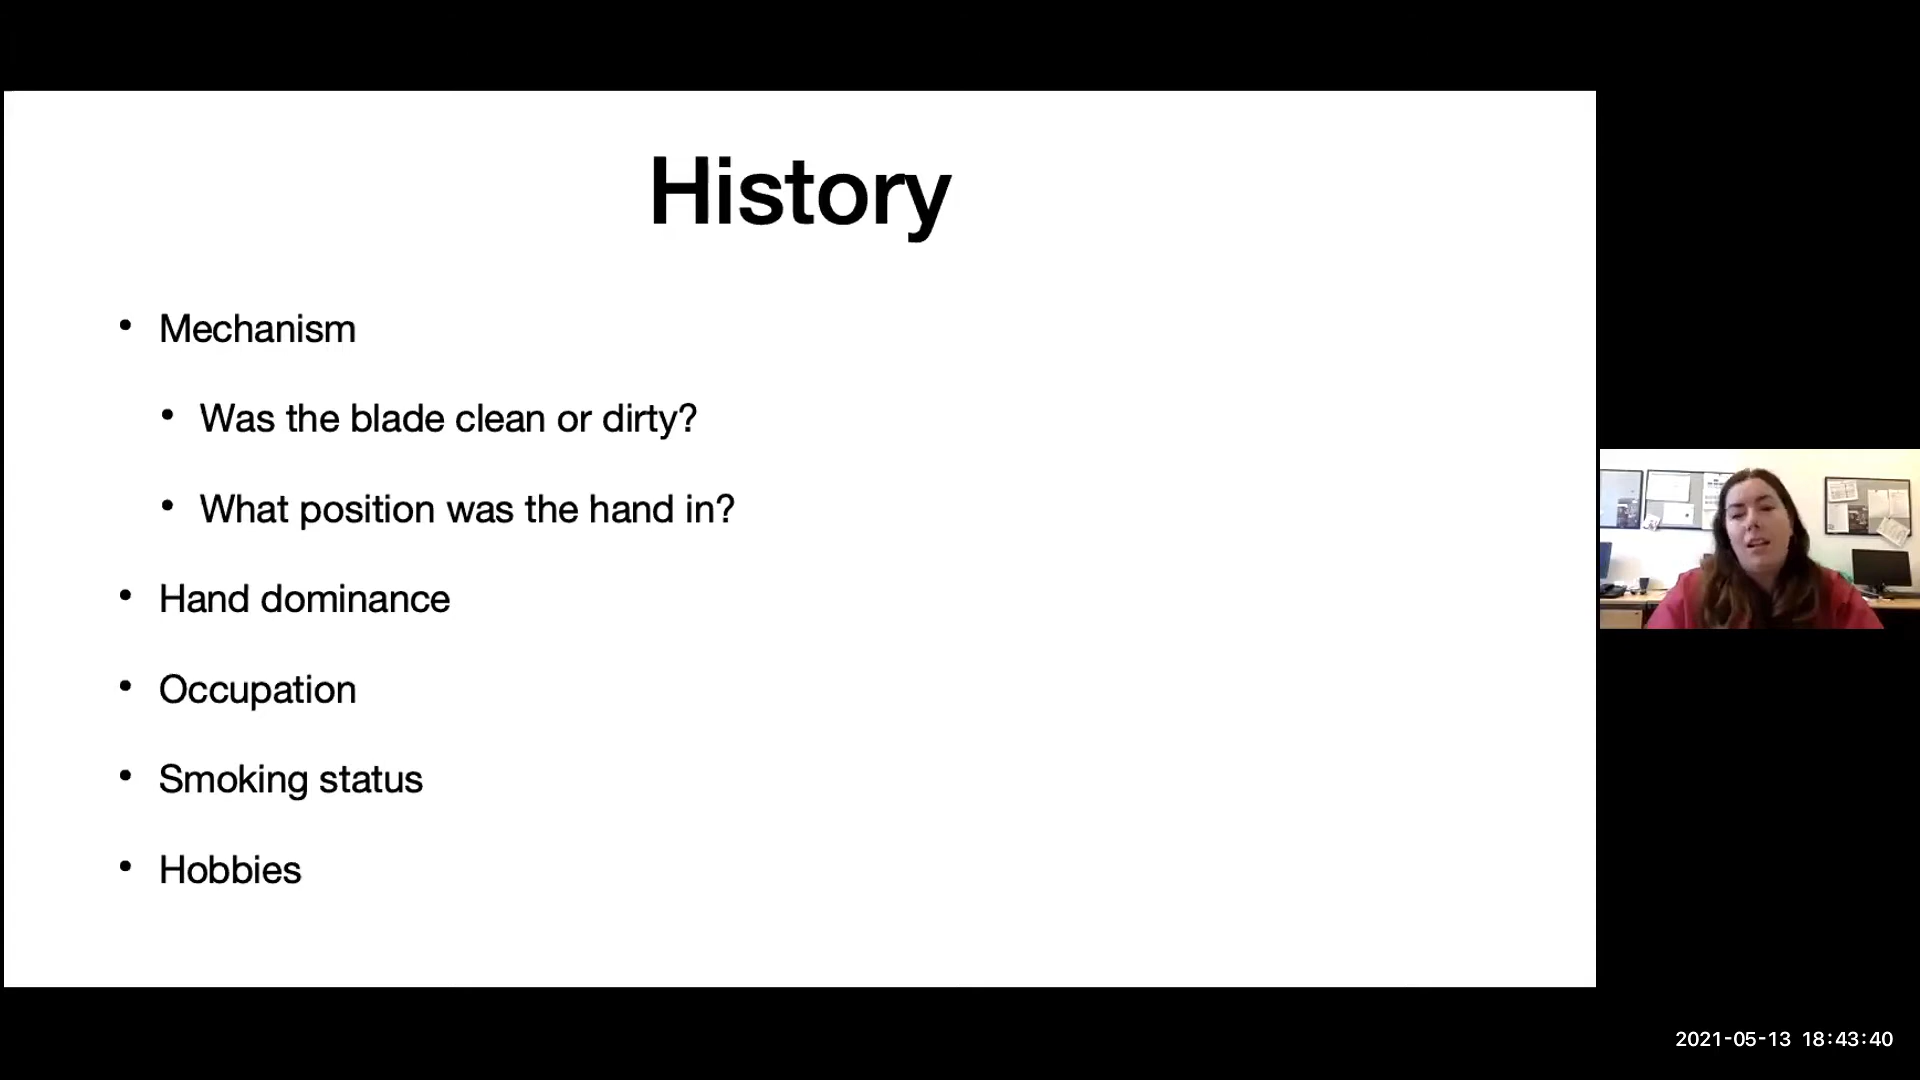 History
• Mechanism
• Was the blade clean or dirty?
• What position was the hand in?
• Hand dominance
• Occupation
• Smoking status
• Hobbies
2021-05-13 18:43:40